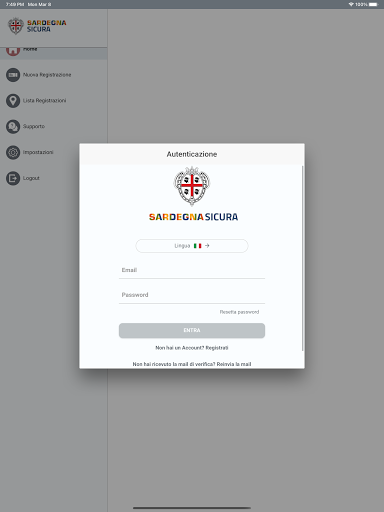 7:49 PM Mon Mar 8
100%
SARDEGNA
SICURA
Home
Nuova Registrazione
Lista Registrazioni
Supporto
Impostazioni
Logout
Autenticazione
SARDEGNA SICURA
Lingua
Email
Password
Resetta password
ENTRA
Non hai un Account? Registrati
Non hai ricevuto la mail di verifica? Reinvia la mail